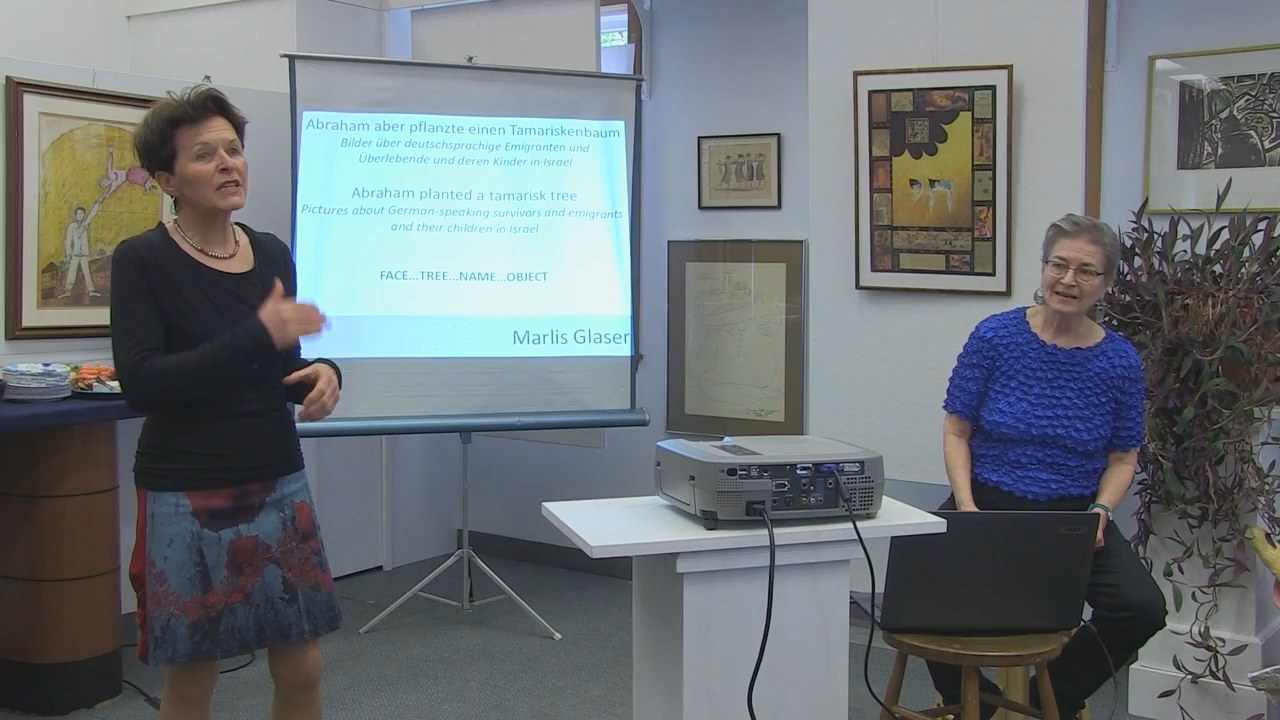 Abraham aber pflanzte einen Tamariskenbaum
Bilder über deutschsprachige Emigranten und
Überlebende und deren Kinder in Israel
Abraham planted a tamarisk tree
Pictures about German-speaking survivors and emigrants
and their children in Israel
FACE...TREE...NAME...OBJECT
Marlis Glaser
acer